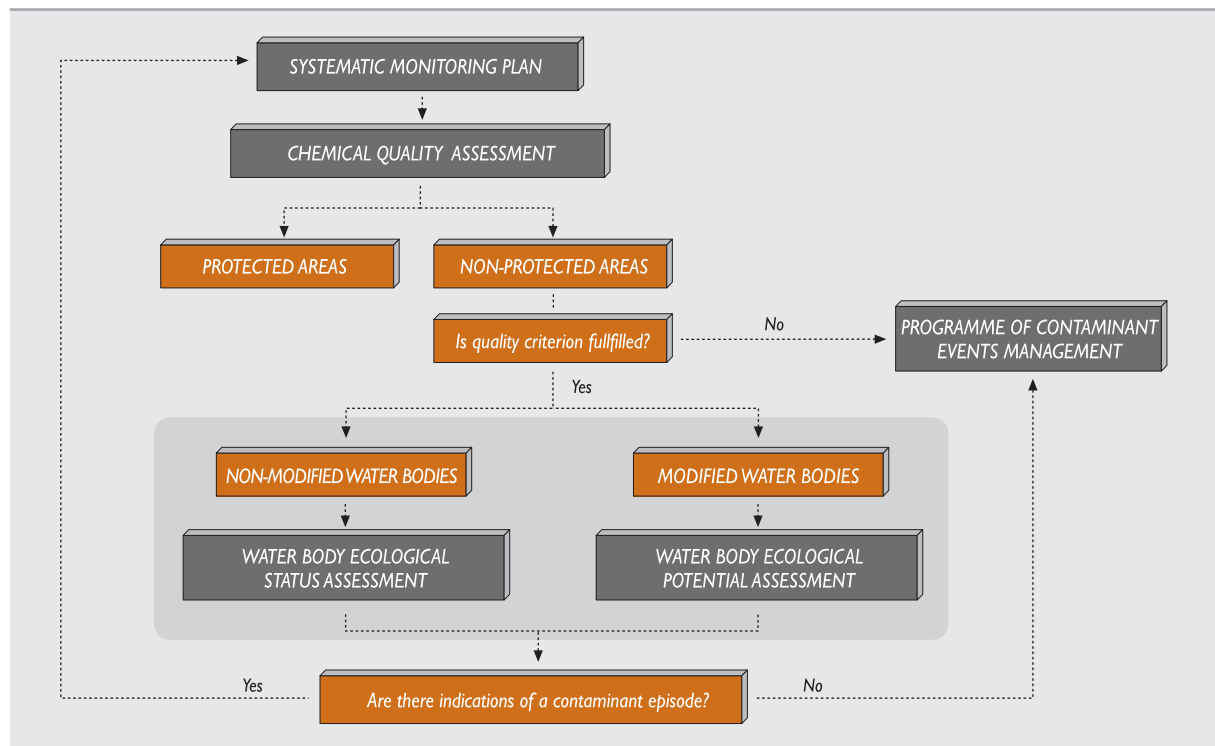 SYSTEMATIC MONITORING PLAN
CHEMICAL QUALITY ASSESSMENT
PROTECTED AREAS
NON-PROTECTED AREAS
Is quality criterion fullfilled?
No
PROGRAMME OF CONTAMINANT
EVENTS MANAGEMENT
Yes
NON-MODIFIED WATER BODIES
MODIFIED WATER BODIES
WATER BODY ECOLOGICAL
STATUS ASSESSMENT
WATER BODY ECOLOGICAL
POTENTIAL ASSESSMENT
Yes
Are there indications of a contaminant episode?
No